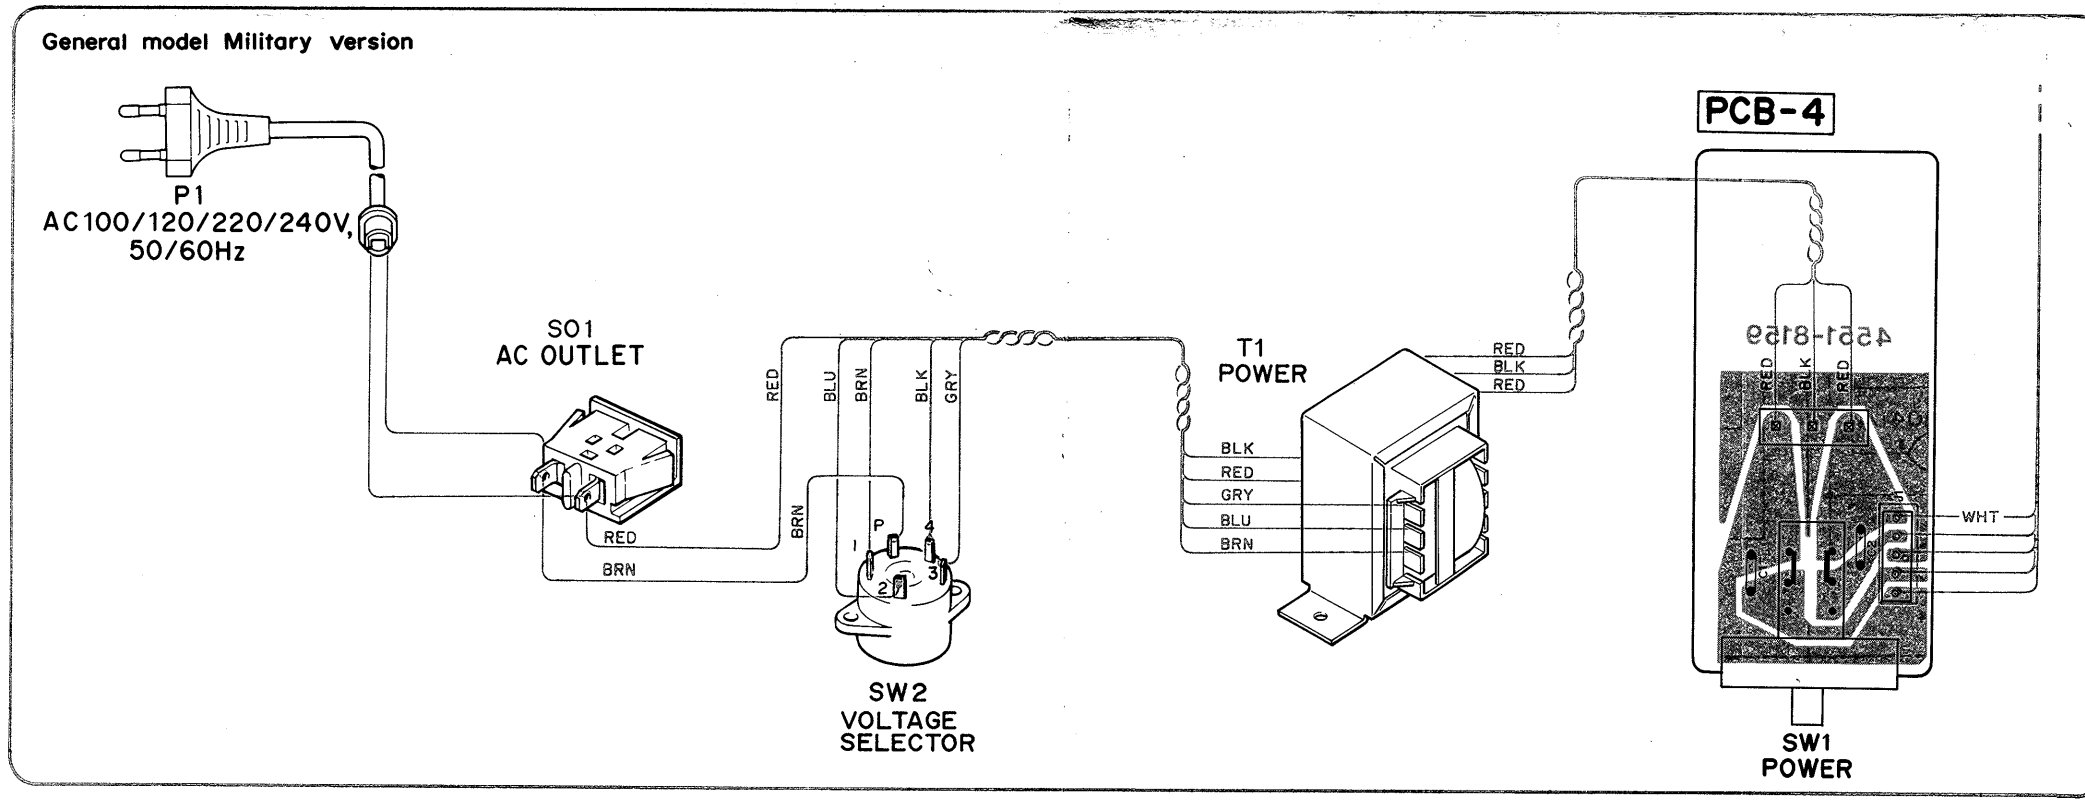 General model Military version
P1
AC100/120/220/240V,
50/60Hz
SO1
AC OUTLET
RED
BRN
RED
BLU
BRN
BLK
GRY
BRN
P
4
1
3
2
SW2
VOLTAGE
SELECTOR
T1
POWER
BLK
RED
GRY
BLU
BRN
RED
BLK
RED
PCB-4
4551-8159
RED
BLK
RED
C1
C2
WHT
SW1
POWER